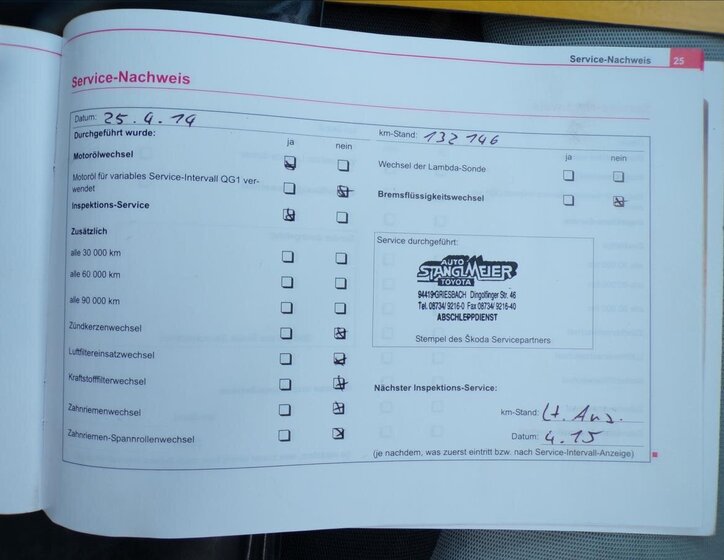 Service-Nachweis 25
Service-Nachweis
Datum: 25.4.14
Durchgeführt wurde:
ja nein
Motorölwechsel
Motoröl für variables Service-Intervall QG1 ver-
wendet
Inspektions-Service
Zusätzlich
alle 30 000 km
alle 60 000 km
alle 90 000 km
Zündkerzenwechsel
Luftfiltereinsatzwechsel
Kraftstofffilterwechsel
Zahnriemenwechsel
Zahnriemen-Spannrollenwechsel
km-Stand: 132 146
ja nein
Wechsel der Lambda-Sonde
Bremsflüssigkeitswechsel
Service durchgeführt:
AUTO
STANGLMEIER
TOYOTA
94419 GRIESBACH Dingolfinger Str. 46
Tel. 08734/ 9216-0 Fax 08734/ 9216-40
ABSCHLEPPDIENST
Stempel des Škoda Servicepartners
Nächster Inspektions-Service:
km-Stand: Lt. Anz.
Datum: 4.15
(je nachdem, was zuerst eintritt bzw. nach Service-Intervall-Anzeige)